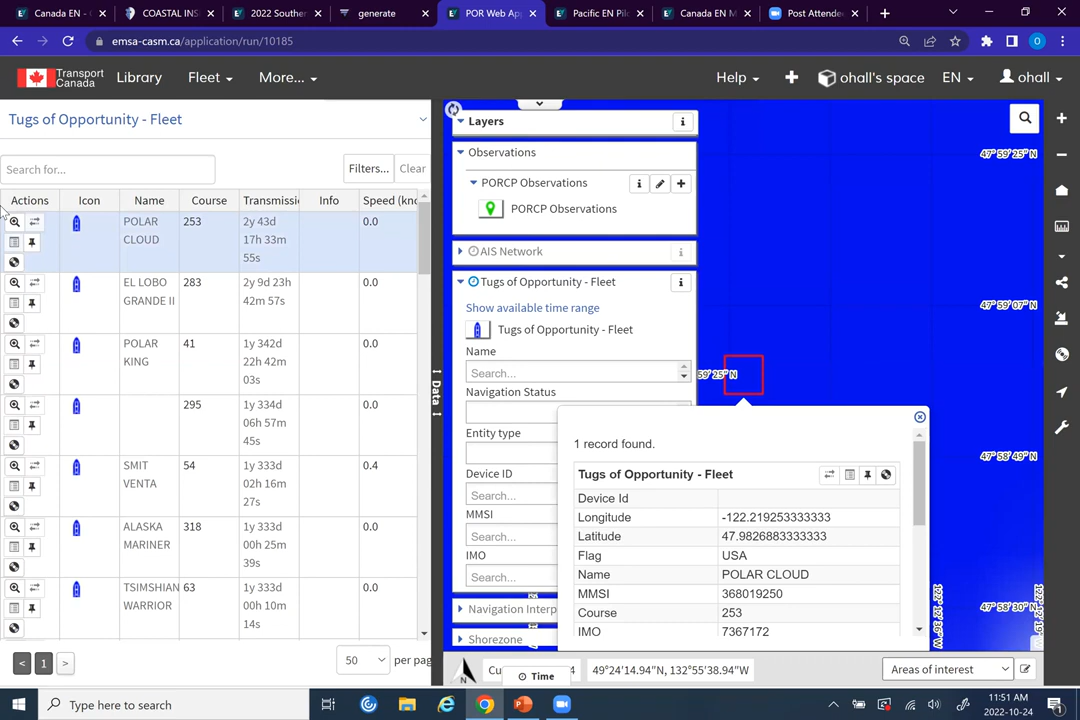 Canada EN - C
COASTAL INS
2022 Souther
generate
POR Web Ap
Pacific EN Pil
Canada EN M
Post Attende
emsa-casm.ca/application/run/10185
O
Transport
Canada
Library
Fleet
More...
Help
ohall's space
EN
ohall
Tugs of Opportunity - Fleet
Search for...
Filters...
Clear
Actions Icon Name Course Transmissi Info Speed (kno
POLAR CLOUD 253 2y 43d 17h 33m 55s 0.0
EL LOBO GRANDE II 283 2y 9d 23h 42m 57s 0.0
POLAR KING 41 1y 342d 22h 42m 03s 0.0
295 1y 334d 06h 57m 45s 0.0
SMIT VENTA 54 1y 333d 02h 16m 27s 0.4
ALASKA MARINER 318 1y 333d 00h 25m 39s 0.0
TSIMSHIAN WARRIOR 63 1y 333d 00h 10m 14s 0.0
< 1 >
50
per pag
Data
Layers
Observations
PORCP Observations
PORCP Observations
AIS Network
Tugs of Opportunity - Fleet
Show available time range
Tugs of Opportunity - Fleet
Name
Search...
Navigation Status
Entity type
Device ID
Search...
MMSI
Search...
IMO
Search...
Navigation Interp
Shorezone
47° 59' 25" N
47° 59' 07" N
59' 25" N
47° 58' 49" N
47° 58' 30" N
122° 12' 36" W
122° 12' 19"
1 record found.
Tugs of Opportunity - Fleet
Device Id
Longitude -122.219253333333
Latitude 47.9826883333333
Flag USA
Name POLAR CLOUD
MMSI 368019250
Course 253
IMO 7367172
N
Time
49°24'14.94"N, 132°55'38.94"W
Areas of interest
Type here to search
11:51 AM
2022-10-24